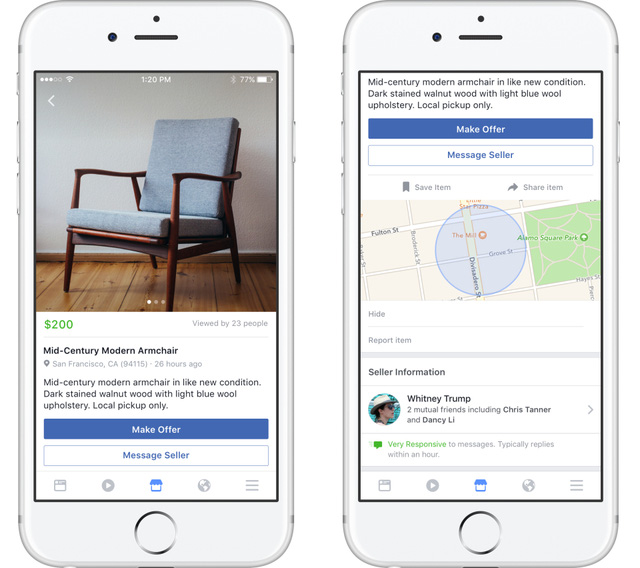 1:20 PM
77%
$200
Viewed by 23 people
Mid-Century Modern Armchair
San Francisco, CA (94115) · 26 hours ago
Mid-century modern armchair in like new condition.
Dark stained walnut wood with light blue wool
upholstery. Local pickup only.
Make Offer
Message Seller
Mid-century modern armchair in like new condition.
Dark stained walnut wood with light blue wool
upholstery. Local pickup only.
Make Offer
Message Seller
Save Item
Share item
Star Pizza
Fulton St
The Mill
Alamo Square Park
Broderick St
Grove St
Divisadero St
Hayes St
Hide
Report item
Seller Information
Whitney Trump
2 mutual friends including Chris Tanner
and Dancy Li
Very Responsive to messages. Typically replies
within an hour.